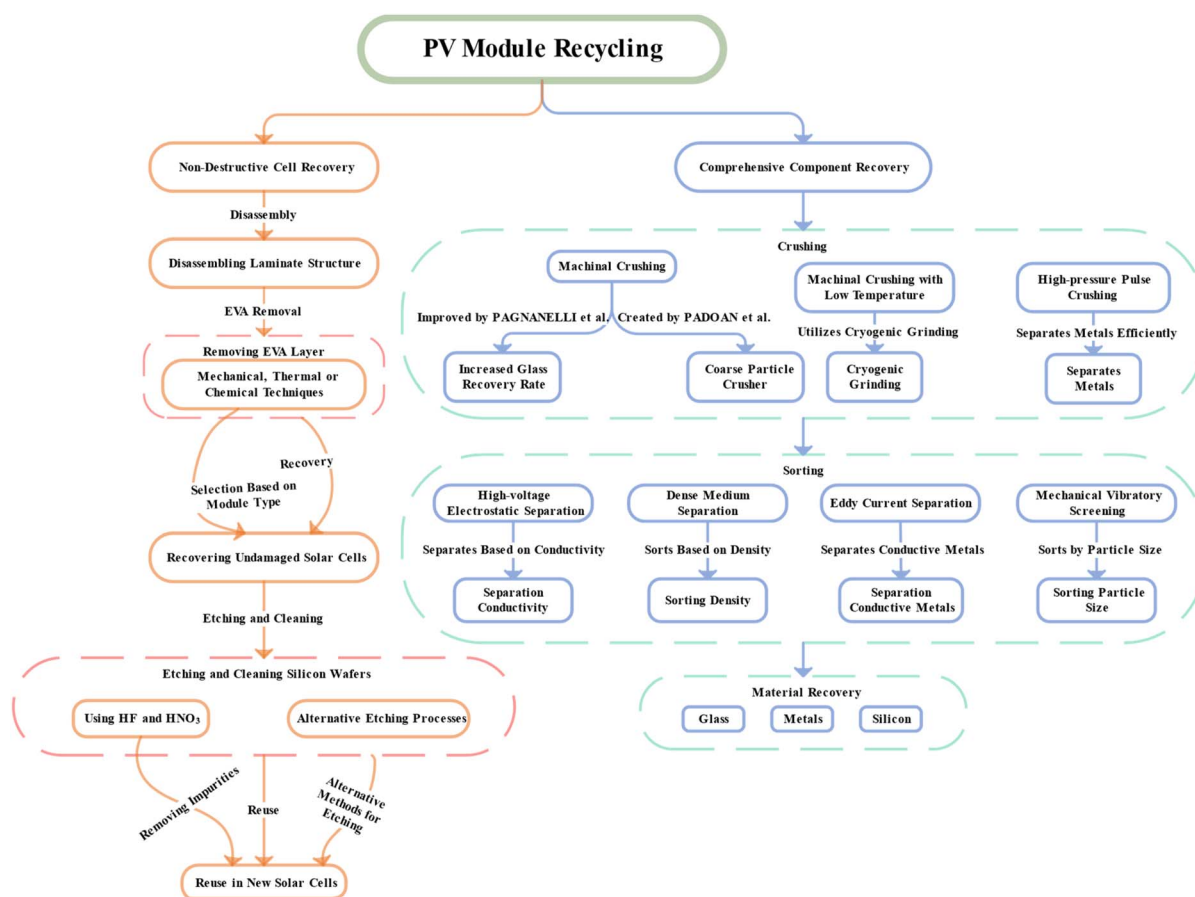 PV Module Recycling
Non-Destructive Cell Recovery
Disassembly
Disassembling Laminate Structure
EVA Removal
Removing EVA Layer
Mechanical, Thermal or
Chemical Techniques
Selection Based on
Module Type
Recovery
Recovering Undamaged Solar Cells
Etching and Cleaning
Etching and Cleaning Silicon Wafers
Using HF and HNO₃
Alternative Etching Processes
Removing Impurities
Reuse
Alternative
Methods for
Etching
Reuse in New Solar Cells
Comprehensive Component Recovery
Crushing
Machinal Crushing
Improved by PAGNANELLI et al.
Created by PADOAN et al.
Increased Glass
Recovery Rate
Coarse Particle
Crusher
Machinal Crushing with
Low Temperature
Utilizes Cryogenic Grinding
Cryogenic
Grinding
High-pressure Pulse
Crushing
Separates Metals Efficiently
Separates
Metals
Sorting
High-voltage
Electrostatic Separation
Separates Based on Conductivity
Separation
Conductivity
Dense Medium
Separation
Sorts Based on Density
Sorting Density
Eddy Current Separation
Separates Conductive Metals
Separation
Conductive Metals
Mechanical Vibratory
Screening
Sorts by Particle Size
Sorting Particle
Size
Material Recovery
Glass
Metals
Silicon